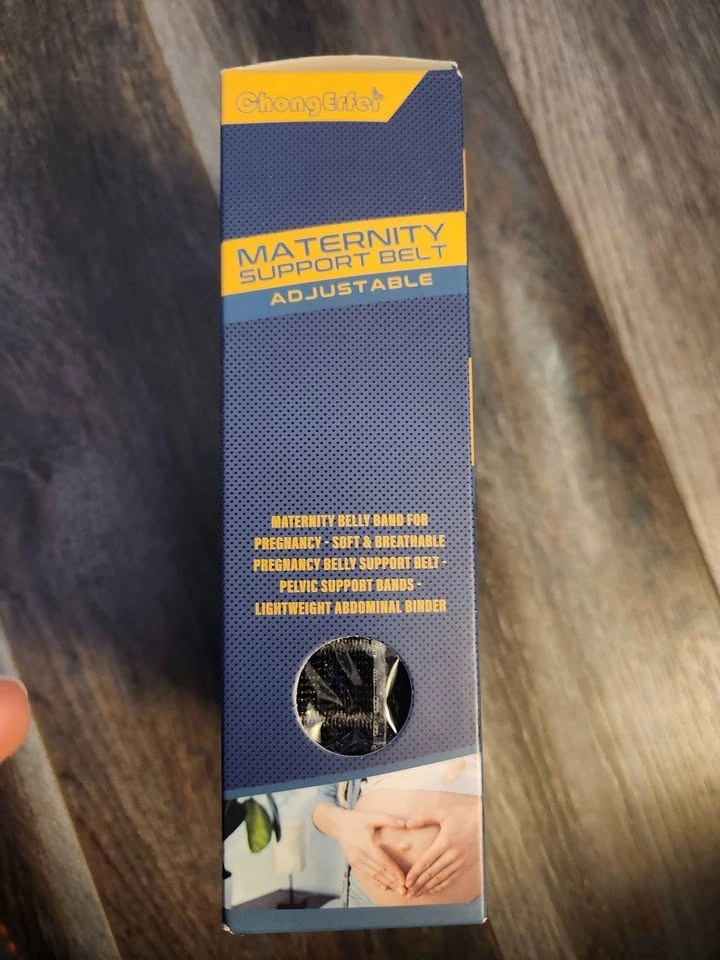 ChongErfei
MATERNITY
SUPPORT BELT
ADJUSTABLE
MATERNITY BELLY BAND FOR
PREGNANCY - SOFT & BREATHABLE
PREGNANCY BELLY SUPPORT BELT -
PELVIC SUPPORT BANDS -
LIGHTWEIGHT ABDOMINAL BINDER